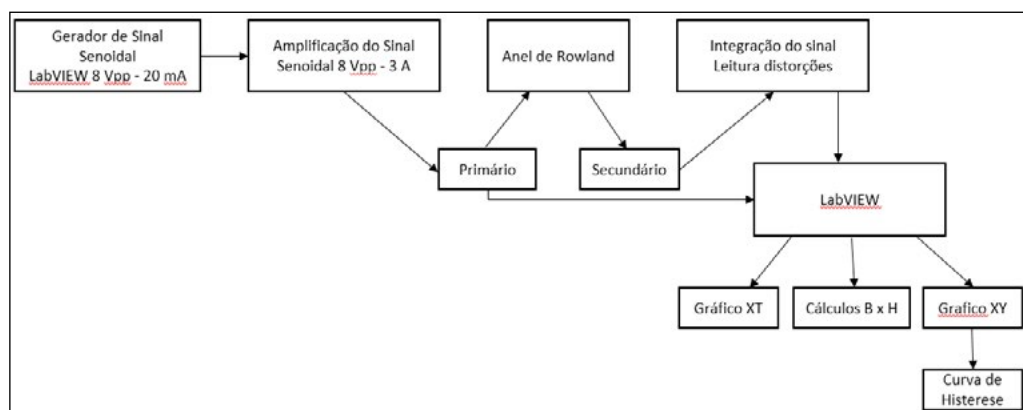 Gerador de Sinal
Senoidal
LabVIEW 8 Vpp - 20 mA
Amplificação do Sinal
Senoidal 8 Vpp - 3 A
Anel de Rowland
Integração do sinal
Leitura distorções
Primário
Secundário
LabVIEW
Gráfico XT
Cálculos B x H
Grafico XY
Curva de
Histerese